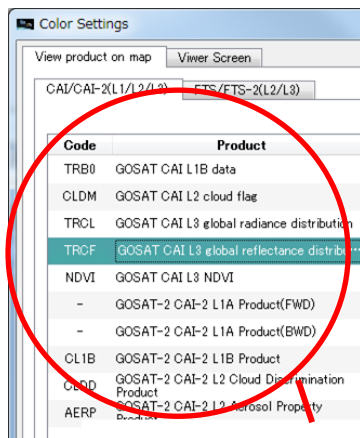 Color Settings
View product on map Viwer Screen
CAI/CAI-2(L1/L2/L3) FTS/FTS-2(L2/L3)
Code Product
TRB0 GOSAT CAI L1B data
CLDM GOSAT CAI L2 cloud flag
TRCL GOSAT CAI L3 global radiance distribution
TRCF GOSAT CAI L3 global reflectance distribu...
NDVI GOSAT CAI L3 NDVI
- GOSAT-2 CAI-2 L1A Product(FWD)
- GOSAT-2 CAI-2 L1A Product(BWD)
CL1B GOSAT-2 CAI-2 L1B Product
CLDD GOSAT-2 CAI-2 L2 Cloud Discrimination
Product
AERP GOSAT-2 CAI-2 L2 Aerosol Property
Product